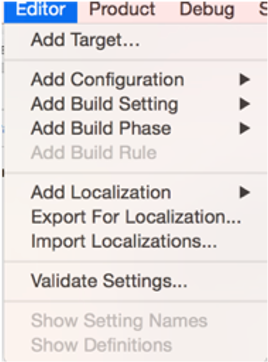 Editor Product Debug S
Add Target...
Add Configuration
Add Build Setting
Add Build Phase
Add Build Rule
Add Localization
Export For Localization...
Import Localizations...
Validate Settings...
Show Setting Names
Show Definitions